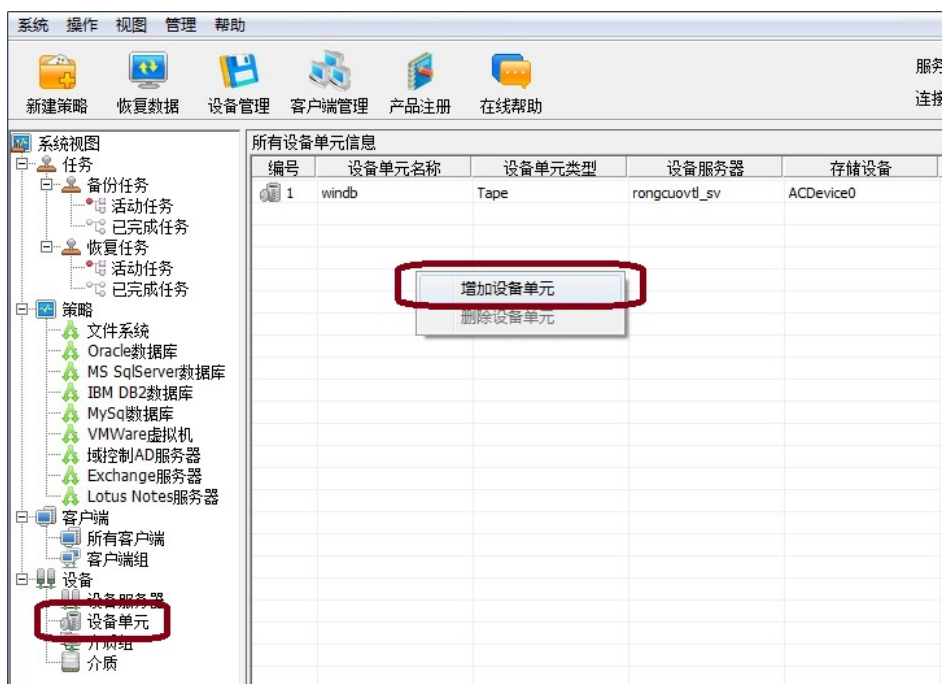 系统 操作 视图 管理 帮助
新建策略 恢复数据 设备管理 客户端管理 产品注册 在线帮助
服务
连接
系统视图
任务
备份任务
活动任务
已完成任务
恢复任务
活动任务
已完成任务
策略
文件系统
Oracle数据库
MS SqlServer数据库
IBM DB2数据库
MySql数据库
VMWare虚拟机
域控制AD服务器
Exchange服务器
Lotus Notes服务器
客户端
所有客户端
客户端组
设备
设备服务器
设备单元
介质组
介质
所有设备单元信息
编号 设备单元名称 设备单元类型 设备服务器 存储设备
1 windb Tape rongcuovtl_sv ACDevice0
增加设备单元
删除设备单元